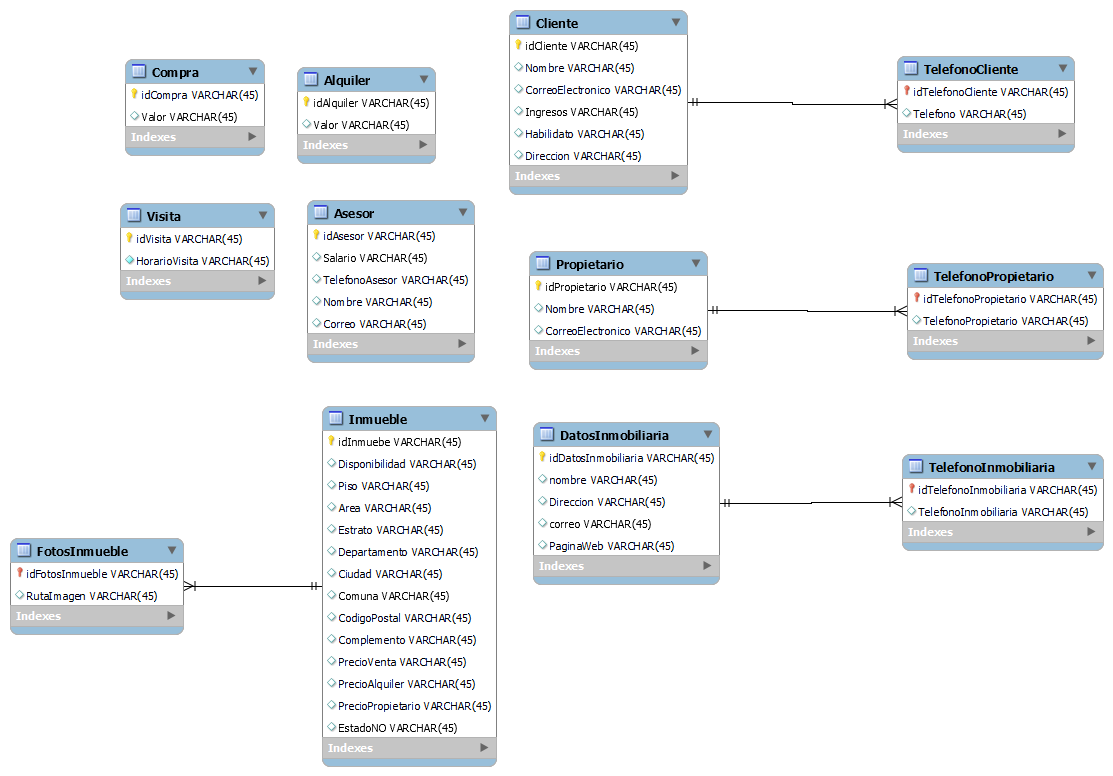 Compra
idCompra VARCHAR(45)
Valor VARCHAR(45)
Indexes
Alquiler
idAlquiler VARCHAR(45)
Valor VARCHAR(45)
Indexes
Cliente
idCliente VARCHAR(45)
Nombre VARCHAR(45)
CorreoElectronico VARCHAR(45)
Ingresos VARCHAR(45)
Habilidato VARCHAR(45)
Direccion VARCHAR(45)
Indexes
TelefonoCliente
idTelefonoCliente VARCHAR(45)
Telefono VARCHAR(45)
Indexes
Visita
idVisita VARCHAR(45)
HorarioVisita VARCHAR(45)
Indexes
Asesor
idAsesor VARCHAR(45)
Salario VARCHAR(45)
TelefonoAsesor VARCHAR(45)
Nombre VARCHAR(45)
Correo VARCHAR(45)
Indexes
Propietario
idPropietario VARCHAR(45)
Nombre VARCHAR(45)
CorreoElectronico VARCHAR(45)
Indexes
TelefonoPropietario
idTelefonoPropietario VARCHAR(45)
TelefonoPropietario VARCHAR(45)
Indexes
Inmueble
idInmuebe VARCHAR(45)
Disponibilidad VARCHAR(45)
Piso VARCHAR(45)
Area VARCHAR(45)
Estrato VARCHAR(45)
Departamento VARCHAR(45)
Ciudad VARCHAR(45)
Comuna VARCHAR(45)
CodigoPostal VARCHAR(45)
Complemento VARCHAR(45)
PrecioVenta VARCHAR(45)
PrecioAlquiler VARCHAR(45)
PrecioPropietario VARCHAR(45)
EstadoNO VARCHAR(45)
Indexes
DatosInmobiliaria
idDatosInmobiliaria VARCHAR(45)
nombre VARCHAR(45)
Direccion VARCHAR(45)
correo VARCHAR(45)
PaginaWeb VARCHAR(45)
Indexes
TelefonoInmobiliaria
idTelefonoInmobiliaria VARCHAR(45)
TelefonoInmobiliaria VARCHAR(45)
Indexes
FotosInmueble
idFotosInmueble VARCHAR(45)
RutaImagen VARCHAR(45)
Indexes